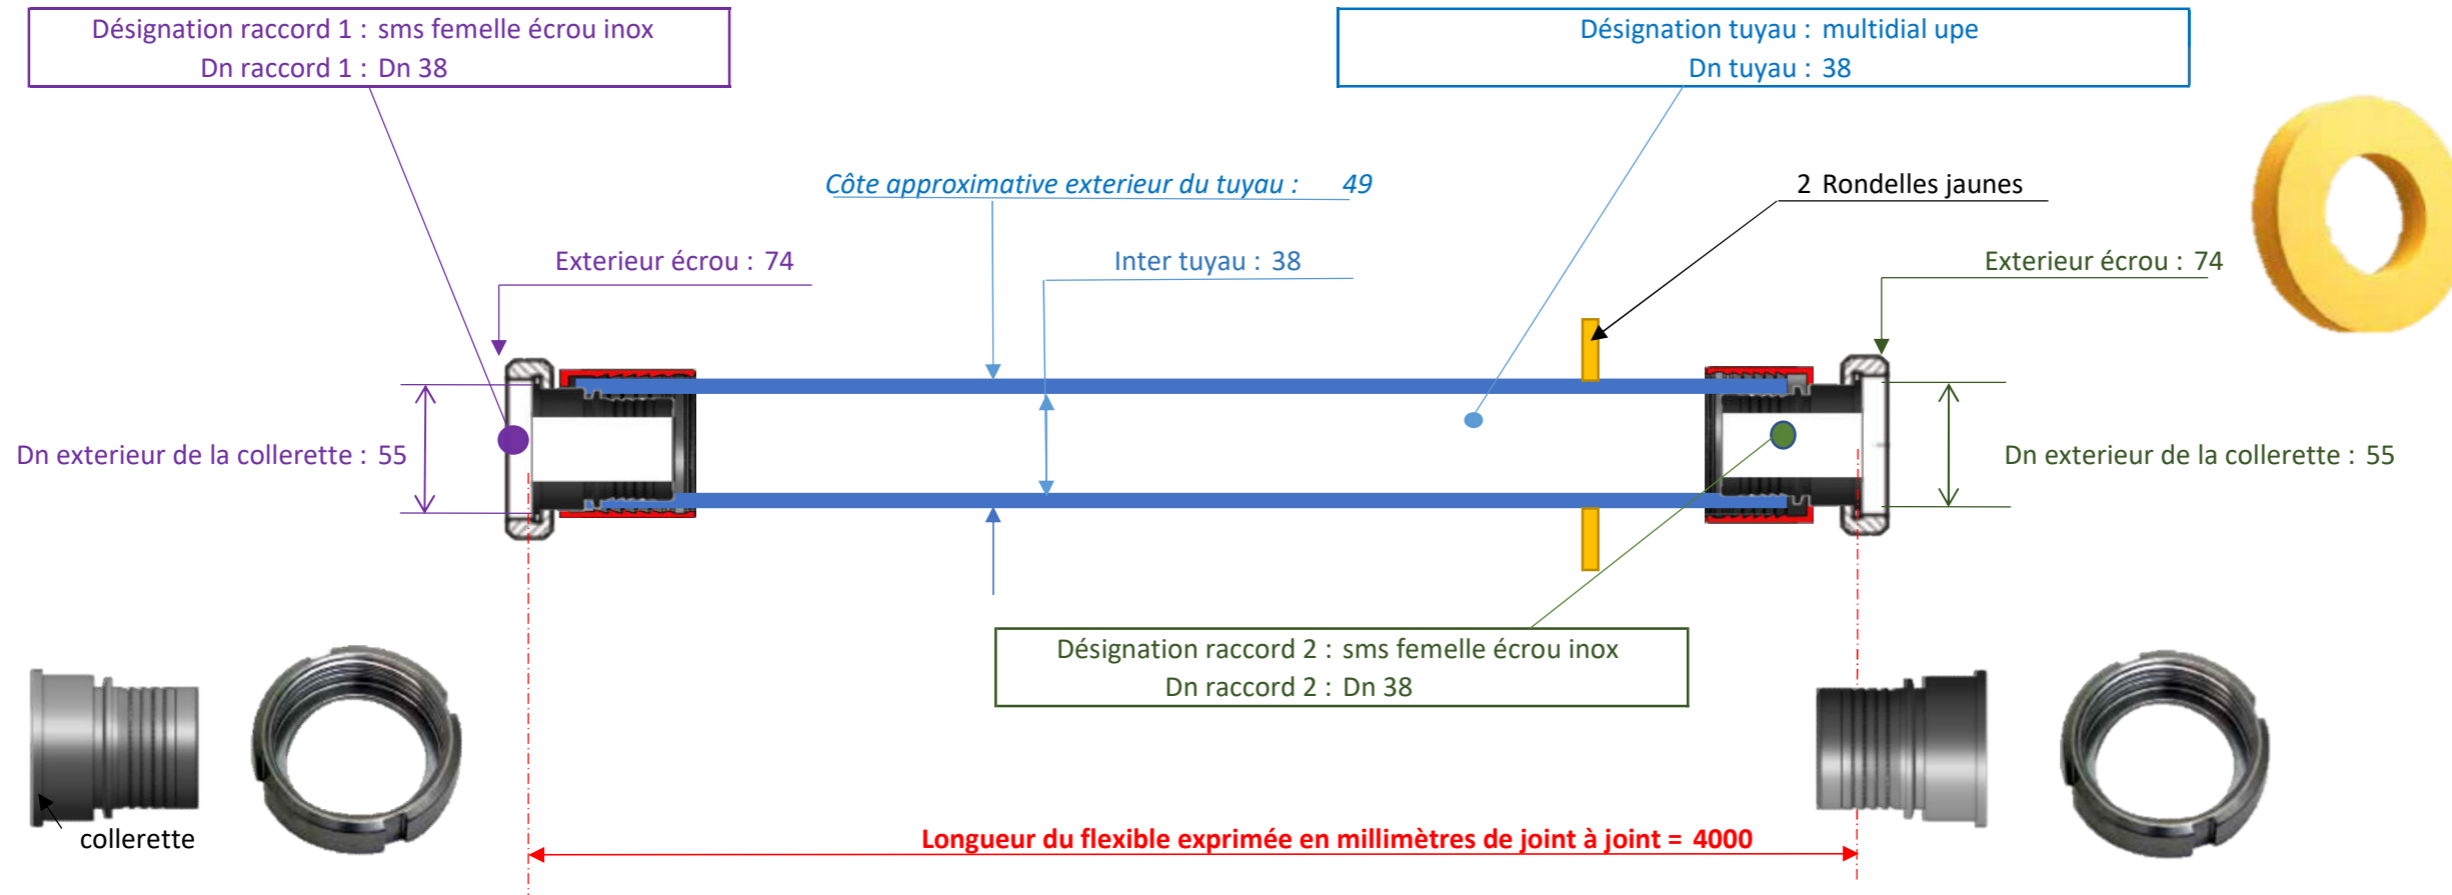 Désignation raccord 1 : sms femelle écrou inox
Dn raccord 1 : Dn 38
Désignation tuyau : multidial upe
Dn tuyau : 38
Côte approximative exterieur du tuyau : 49
2 Rondelles jaunes
Exterieur écrou : 74
Inter tuyau : 38
Exterieur écrou : 74
Dn exterieur de la collerette : 55
Dn exterieur de la collerette : 55
Désignation raccord 2 : sms femelle écrou inox
Dn raccord 2 : Dn 38
collerette
Longueur du flexible exprimée en millimètres de joint à joint = 4000